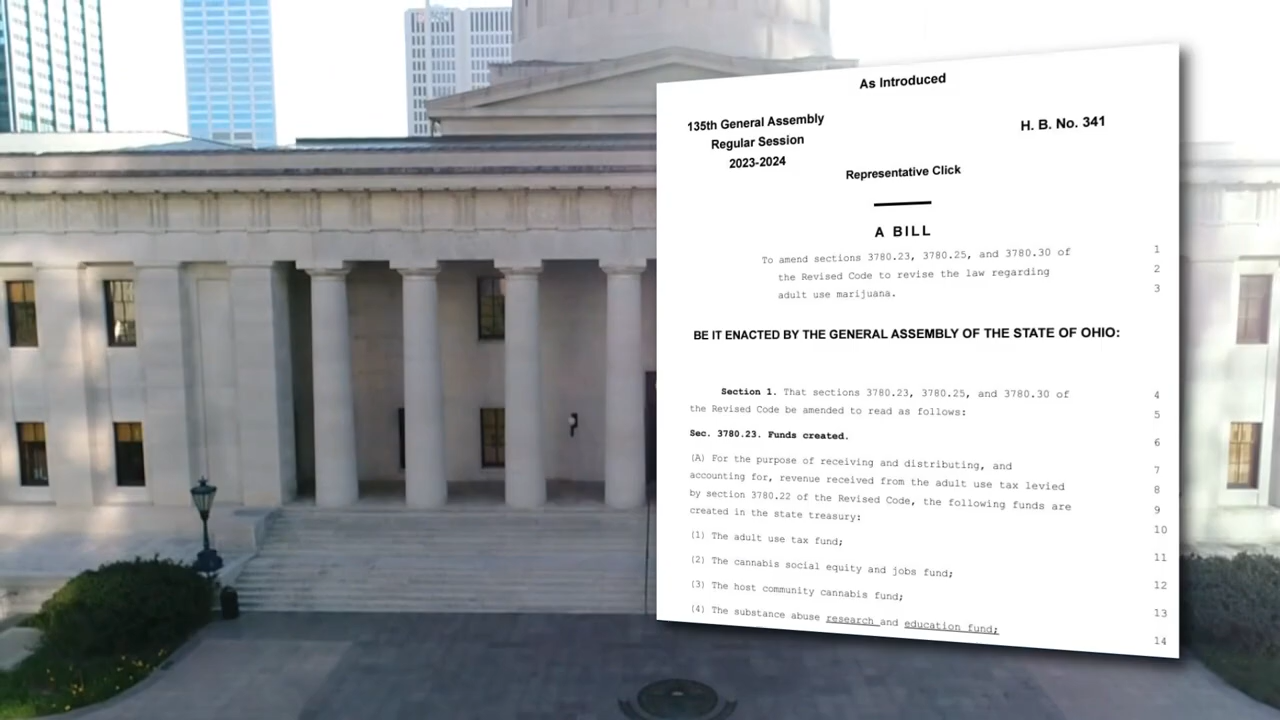 As Introduced
135th General Assembly
Regular Session
2023-2024
H. B. No. 341
Representative Click
A BILL
To amend sections 3780.23, 3780.25, and 3780.30 of 1
the Revised Code to revise the law regarding 2
adult use marijuana. 3
BE IT ENACTED BY THE GENERAL ASSEMBLY OF THE STATE OF OHIO:
Section 1. That sections 3780.23, 3780.25, and 3780.30 of 4
the Revised Code be amended to read as follows: 5
Sec. 3780.23. Funds created. 6
(A) For the purpose of receiving and distributing, and 7
accounting for, revenue received from the adult use tax levied 8
by section 3780.22 of the Revised Code, the following funds are 9
created in the state treasury: 10
(1) The adult use tax fund; 11
(2) The cannabis social equity and jobs fund; 12
(3) The host community cannabis fund; 13
(4) The substance abuse research and education fund; 14